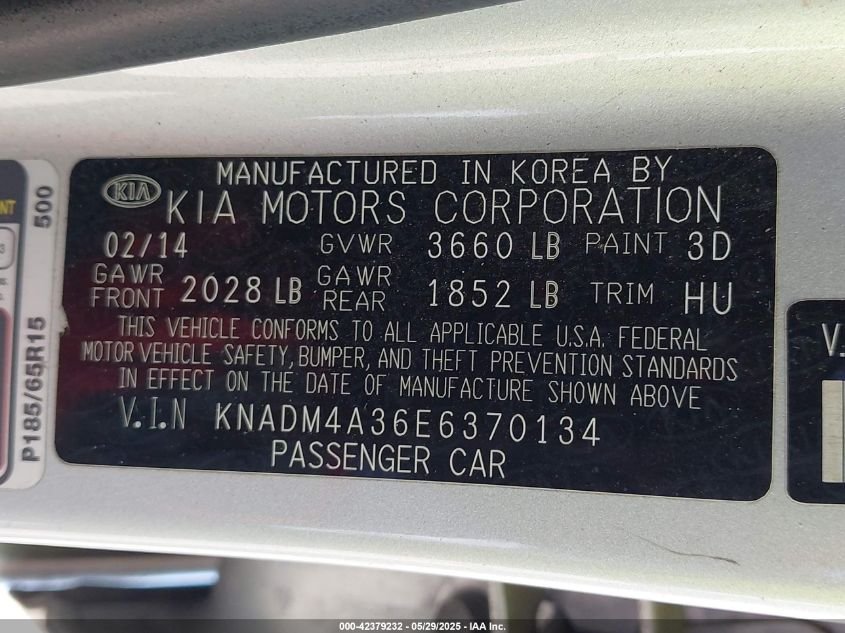 MANUFACTURED IN KOREA BY
KIA
KIA MOTORS CORPORATION
02/14 GVWR 3660 LB PAINT 3D
GAWR FRONT 2028 LB GAWR REAR 1852 LB TRIM HU
THIS VEHICLE CONFORMS TO ALL APPLICABLE U.S.A. FEDERAL
MOTOR VEHICLE SAFETY, BUMPER, AND THEFT PREVENTION STANDARDS
IN EFFECT ON THE DATE OF MANUFACTURE SHOWN ABOVE
V.I.N KNADM4A36E6370134
PASSENGER CAR
P185/65R15 500
V.
000-42379232 - 05/29/2025 - IAA Inc.